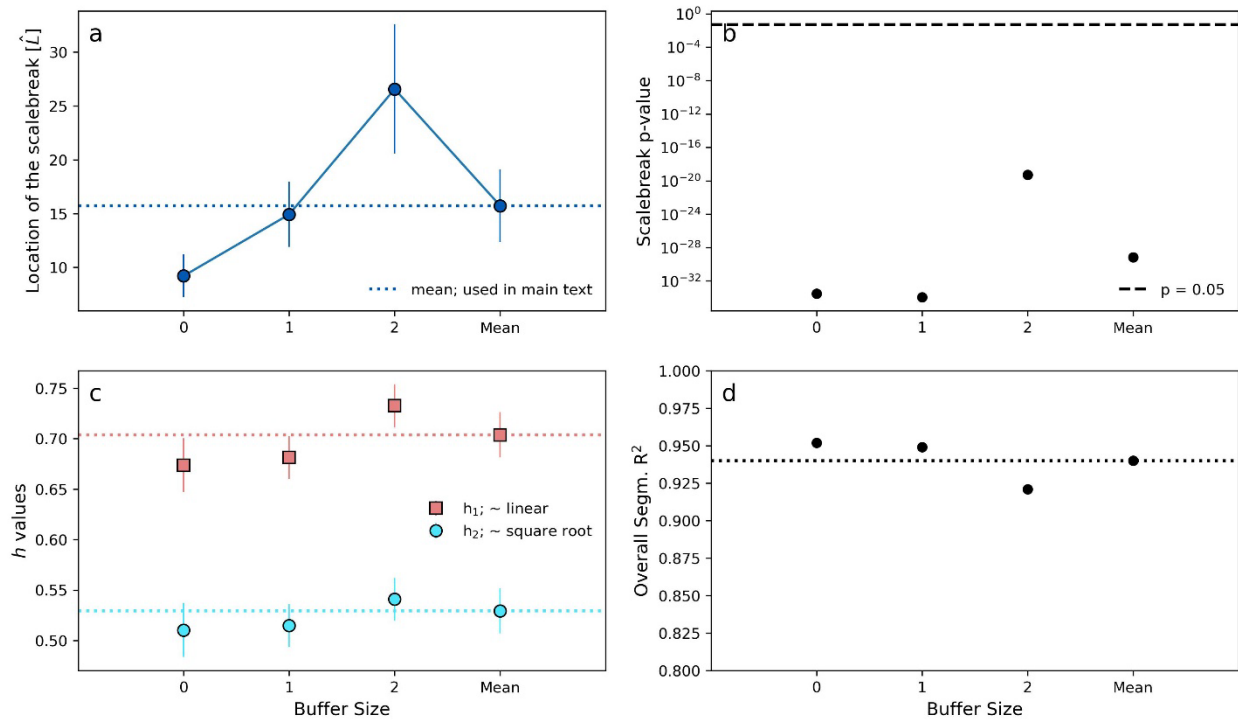 a
Location of the scalebreak [L̂]
30
25
20
15
10
mean; used in main text
0 1 2 Mean
b
Scalebreak p-value
10⁰
10⁻⁴
10⁻⁸
10⁻¹²
10⁻¹⁶
10⁻²⁰
10⁻²⁴
10⁻²⁸
10⁻³²
p = 0.05
0 1 2 Mean
c
h values
0.75
0.70
0.65
0.60
0.55
0.50
h₁; ~ linear
h₂; ~ square root
0 1 2 Mean
Buffer Size
d
Overall Segm. R²
1.000
0.975
0.950
0.925
0.900
0.875
0.850
0.825
0.800
0 1 2 Mean
Buffer Size